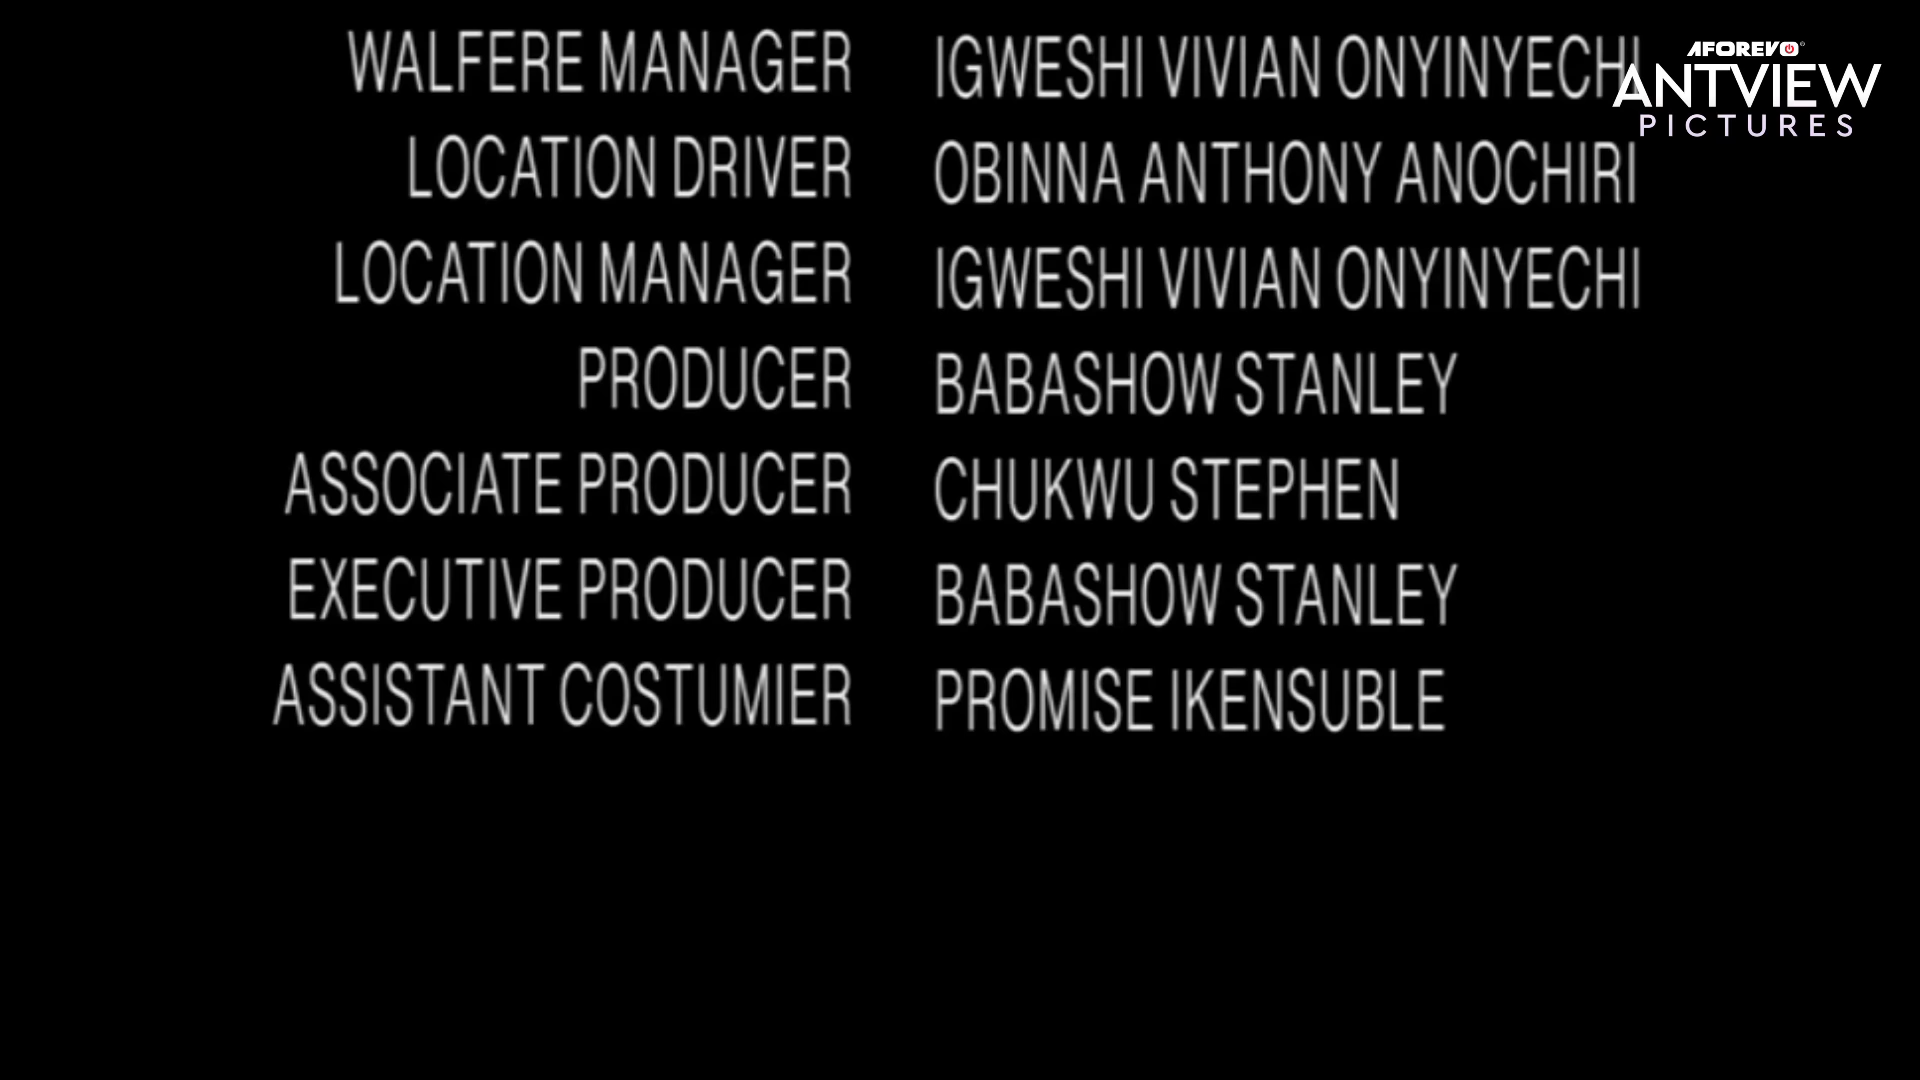 WALFERE MANAGER IGWESHI VIVIAN ONYINYECHI
LOCATION DRIVER OBINNA ANTHONY ANOCHIRI
LOCATION MANAGER IGWESHI VIVIAN ONYINYECHI
PRODUCER BABASHOW STANLEY
ASSOCIATE PRODUCER CHUKWU STEPHEN
EXECUTIVE PRODUCER BABASHOW STANLEY
ASSISTANT COSTUMIER PROMISE IKENSUBLE
AFOREVO
ANTVIEW
PICTURES